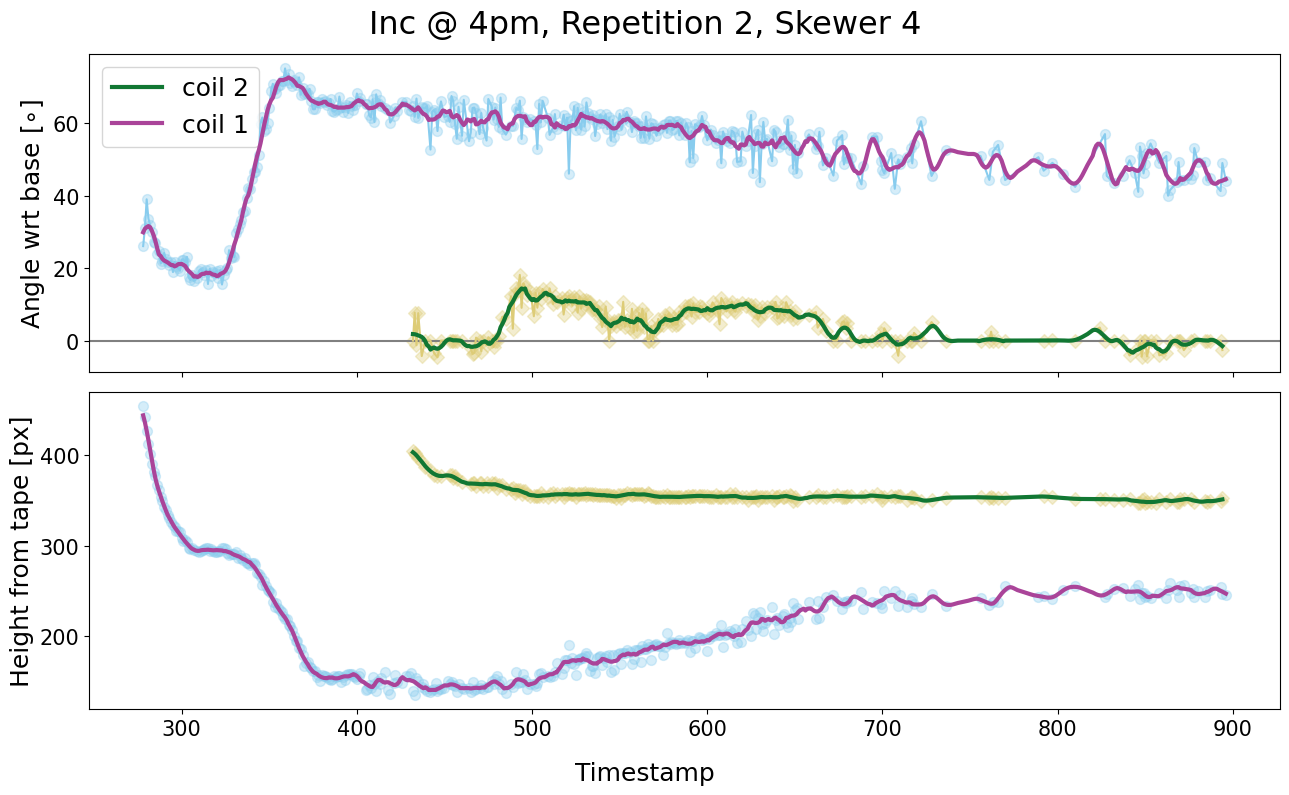 Inc @ 4pm, Repetition 2, Skewer 4
coil 2
coil 1
Angle wrt base [∘]
60
40
20
0
Height from tape [px]
400
300
200
300
400
500
600
700
800
900
Timestamp